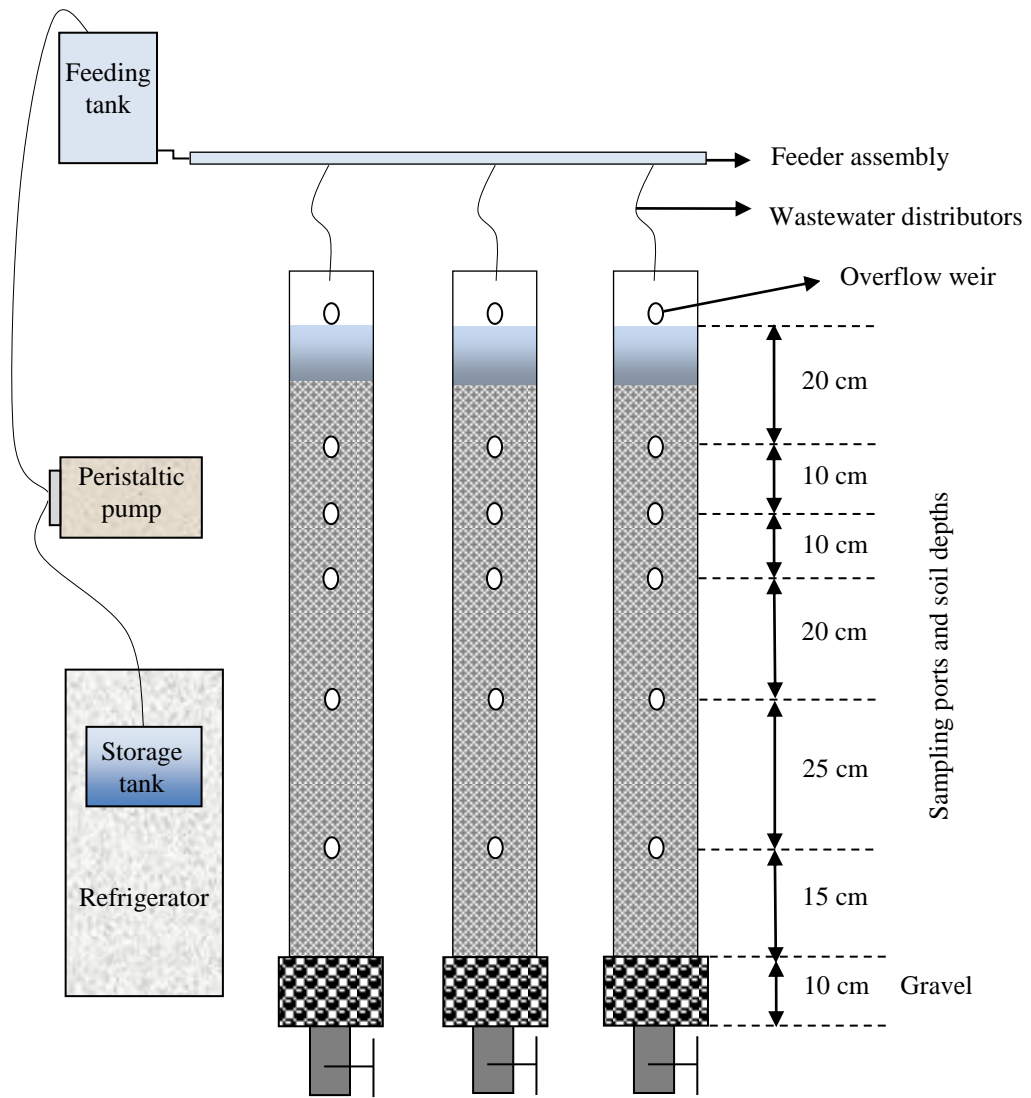 Feeding
tank
Feeder assembly
Wastewater distributors
Overflow weir
20 cm
10 cm
Peristaltic
pump
10 cm
20 cm
Sampling ports and soil depths
Storage
tank
25 cm
Refrigerator
15 cm
10 cm
Gravel